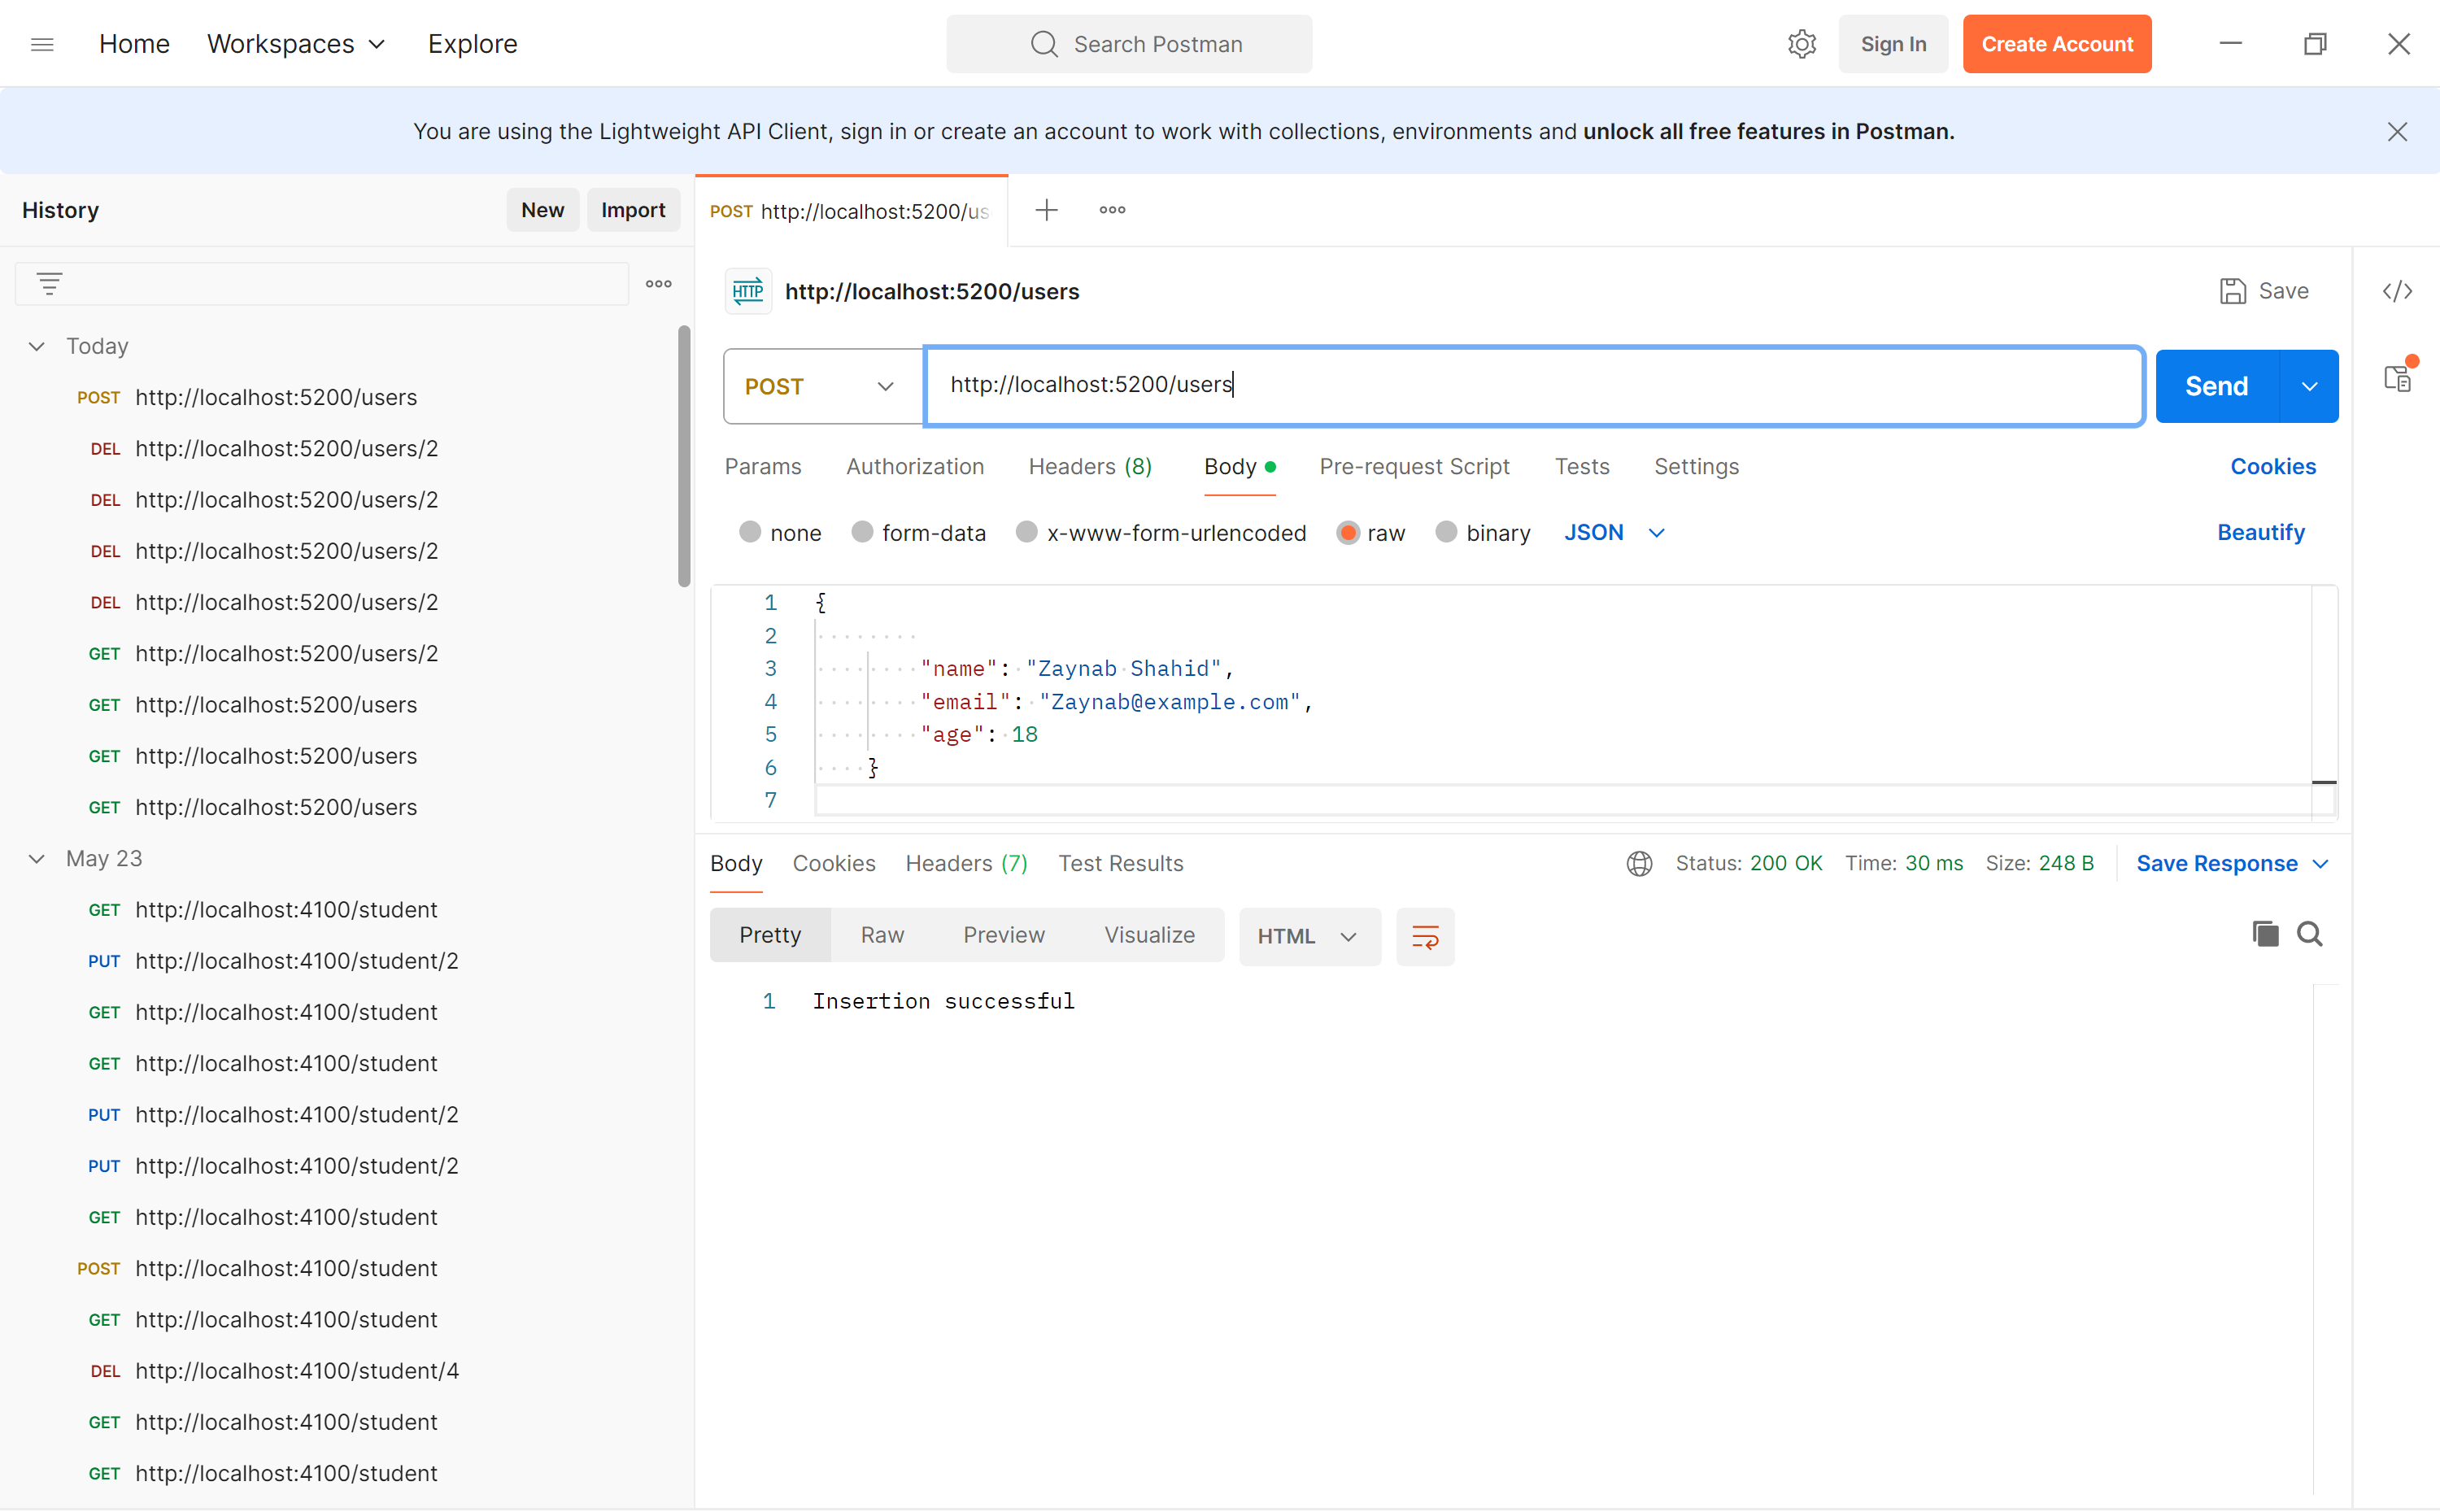 Home Workspaces Explore Search Postman Sign In Create Account
You are using the Lightweight API Client, sign in or create an account to work with collections, environments and unlock all free features in Postman.
History New Import
Today
POST http://localhost:5200/users
DEL http://localhost:5200/users/2
DEL http://localhost:5200/users/2
DEL http://localhost:5200/users/2
DEL http://localhost:5200/users/2
GET http://localhost:5200/users/2
GET http://localhost:5200/users
GET http://localhost:5200/users
GET http://localhost:5200/users
May 23
GET http://localhost:4100/student
PUT http://localhost:4100/student/2
GET http://localhost:4100/student
GET http://localhost:4100/student
PUT http://localhost:4100/student/2
PUT http://localhost:4100/student/2
GET http://localhost:4100/student
POST http://localhost:4100/student
GET http://localhost:4100/student
DEL http://localhost:4100/student/4
GET http://localhost:4100/student
GET http://localhost:4100/student
POST http://localhost:5200/us
HTTP http://localhost:5200/users Save
POST http://localhost:5200/users Send
Params Authorization Headers (8) Body Pre-request Script Tests Settings Cookies
none form-data x-www-form-urlencoded raw binary JSON Beautify
1 {
2
3 "name": "Zaynab Shahid",
4 "email": "Zaynab@example.com",
5 "age": 18
6 }
7
Body Cookies Headers (7) Test Results Status: 200 OK Time: 30 ms Size: 248 B Save Response
Pretty Raw Preview Visualize HTML
1 Insertion successful